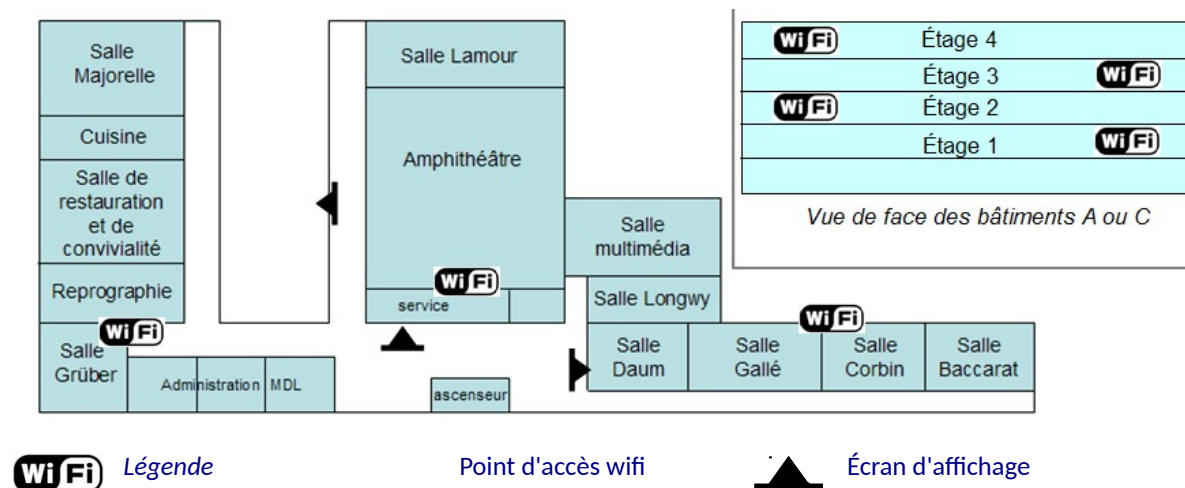 Salle
Majorelle
Cuisine
Salle de
restauration
et de
convivialité
Reprographie
WiFi
Salle
Grüber
Administration
MDL
Salle Lamour
Amphithéâtre
WiFi
service
ascenseur
Salle
multimédia
Salle Longwy
WiFi
Salle
Daum
Salle
Gallé
Salle
Corbin
Salle
Baccarat
WiFi Étage 4
Étage 3 WiFi
WiFi Étage 2
Étage 1 WiFi
Vue de face des bâtiments A ou C
WiFi Légende Point d'accès wifi Écran d'affichage